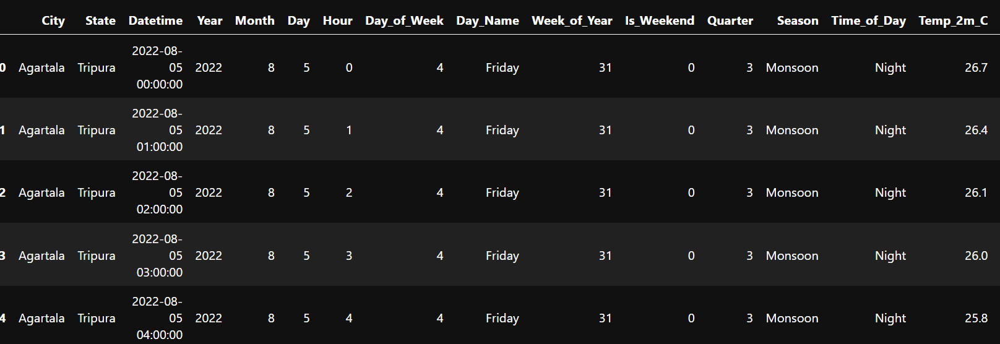 City State Datetime Year Month Day Hour Day_of_Week Day_Name Week_of_Year Is_Weekend Quarter Season Time_of_Day Temp_2m_C
2022-08-
0 Agartala Tripura 05 2022 8 5 0 4 Friday 31 0 3 Monsoon Night 26.7
00:00:00
2022-08-
1 Agartala Tripura 05 2022 8 5 1 4 Friday 31 0 3 Monsoon Night 26.4
01:00:00
2022-08-
2 Agartala Tripura 05 2022 8 5 2 4 Friday 31 0 3 Monsoon Night 26.1
02:00:00
2022-08-
3 Agartala Tripura 05 2022 8 5 3 4 Friday 31 0 3 Monsoon Night 26.0
03:00:00
2022-08-
4 Agartala Tripura 05 2022 8 5 4 4 Friday 31 0 3 Monsoon Night 25.8
04:00:00